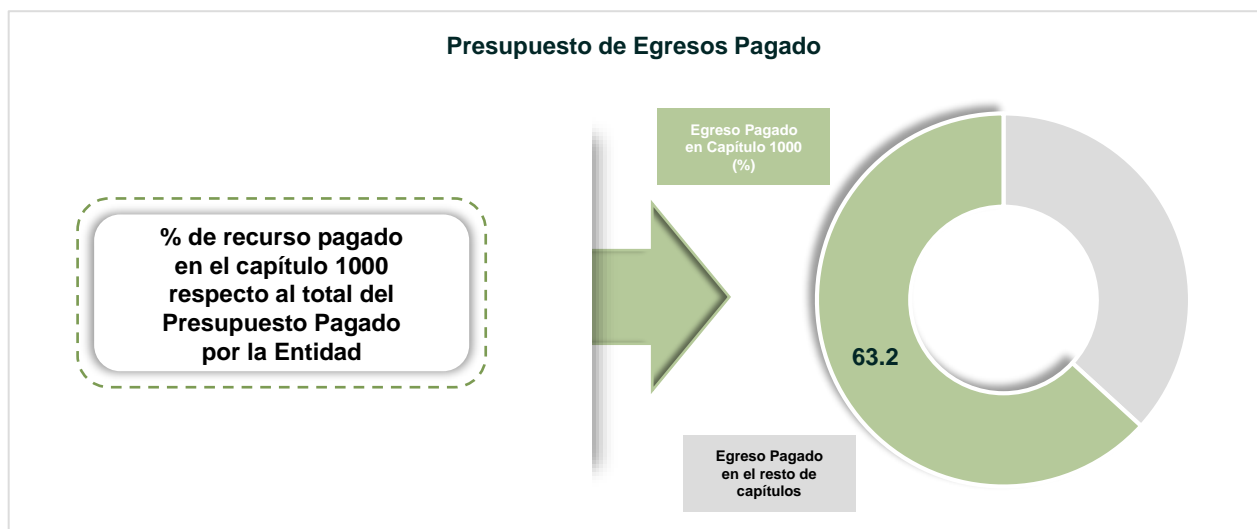 Presupuesto de Egresos Pagado
% de recurso pagado
en el capítulo 1000
respecto al total del
Presupuesto Pagado
por la Entidad
Egreso Pagado
en Capítulo 1000
(%)
63.2
Egreso Pagado
en el resto de
capítulos